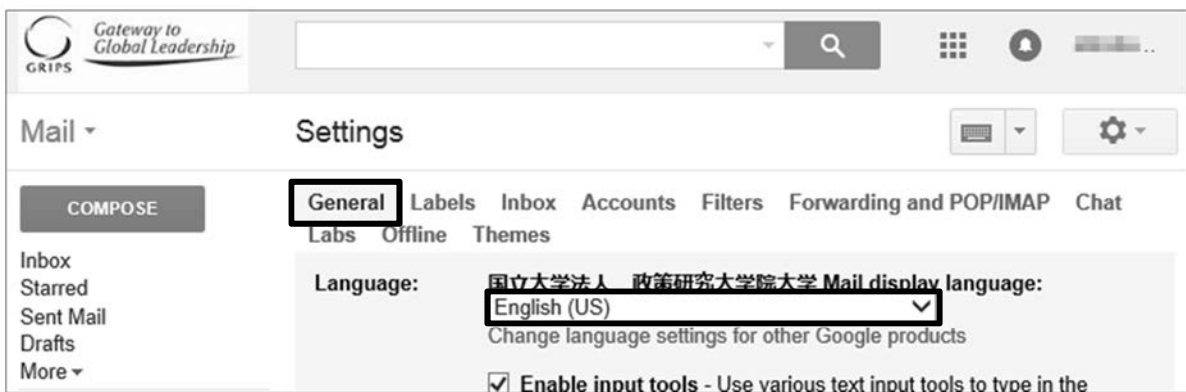 Gateway to
Global Leadership
GRIPS
Mail
Settings
COMPOSE
General Labels Inbox Accounts Filters Forwarding and POP/IMAP Chat
Labs Offline Themes
Inbox
Starred
Sent Mail
Drafts
More
Language:
国立大学法人 政策研究大学院大学 Mail display language:
English (US)
Change language settings for other Google products
Enable input tools - Use various text input tools to type in the